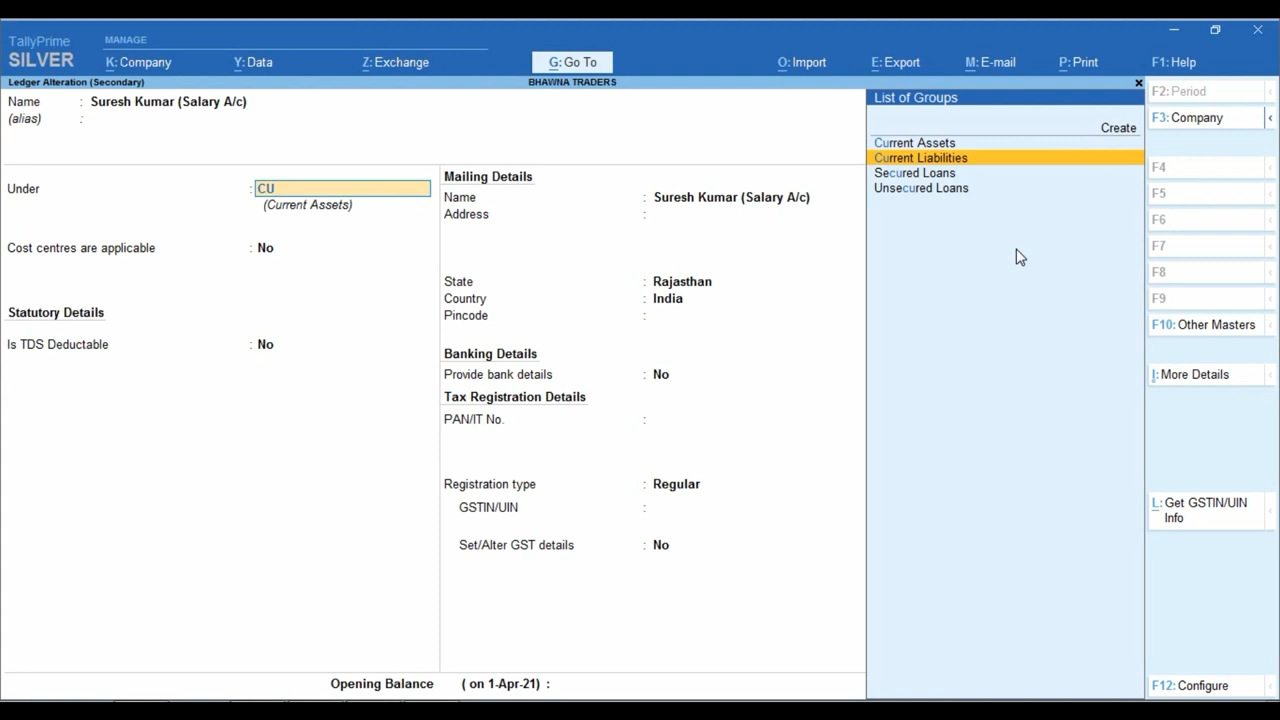 TallyPrime
SILVER
MANAGE
K: Company
Y: Data
Z: Exchange
G: Go To
O: Import
E: Export
M: E-mail
P: Print
F1: Help
Ledger Alteration (Secondary)
BHAWNA TRADERS
Name : Suresh Kumar (Salary A/c)
(alias) :
Under : CU
(Current Assets)
Cost centres are applicable : No
Statutory Details
Is TDS Deductable : No
Mailing Details
Name : Suresh Kumar (Salary A/c)
Address :
State : Rajasthan
Country : India
Pincode :
Banking Details
Provide bank details : No
Tax Registration Details
PAN/IT No. :
Registration type : Regular
GSTIN/UIN :
Set/Alter GST details : No
Opening Balance ( on 1-Apr-21) :
List of Groups
Create
Current Assets
Current Liabilities
Secured Loans
Unsecured Loans
F2: Period
F3: Company
F4
F5
F6
F7
F8
F9
F10: Other Masters
I: More Details
L: Get GSTIN/UIN
Info
F12: Configure